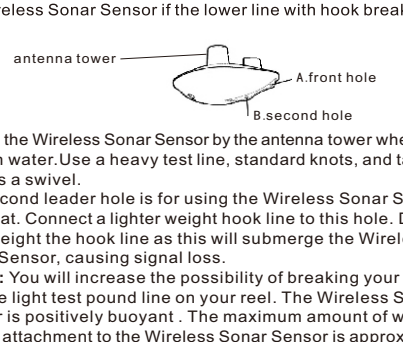 reless Sonar Sensor if the lower line with hook break
antenna tower
A.front hole
B.second hole
the Wireless Sonar Sensor by the antenna tower whe
n water.Use a heavy test line, standard knots, and ta
s a swivel.
cond leader hole is for using the Wireless Sonar S
at. Connect a lighter weight hook line to this hole. D
eight the hook line as this will submerge the Wirel
Sensor, causing signal loss.
: You will increase the possibility of breaking your
e light test pound line on your reel. The Wireless S
r is positively buoyant . The maximum amount of w
attachment to the Wireless Sonar Sensor is approx